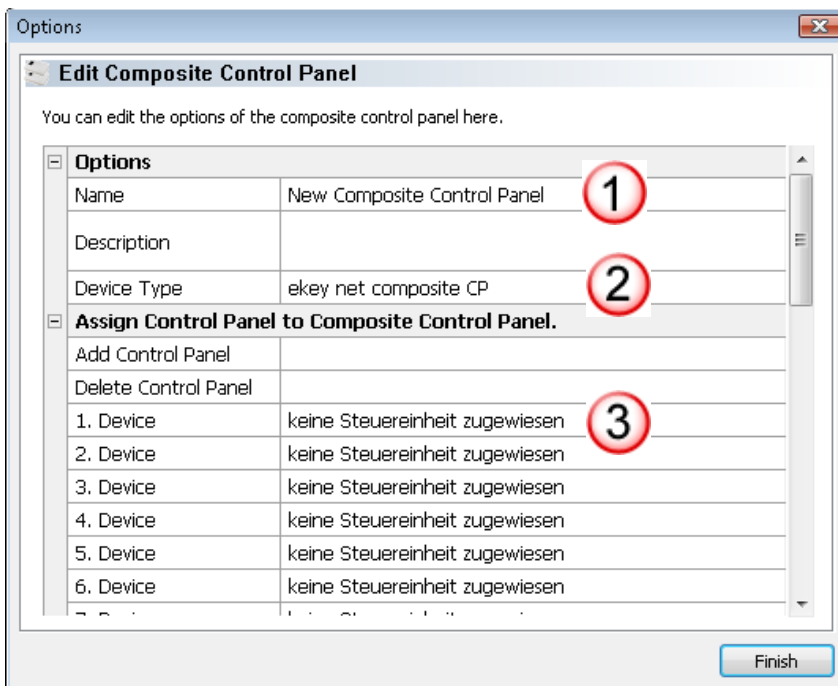 Options
Edit Composite Control Panel
You can edit the options of the composite control panel here.
Options
Name New Composite Control Panel 1
Description
Device Type ekey net composite CP 2
Assign Control Panel to Composite Control Panel.
Add Control Panel
Delete Control Panel
1. Device keine Steuereinheit zugewiesen 3
2. Device keine Steuereinheit zugewiesen
3. Device keine Steuereinheit zugewiesen
4. Device keine Steuereinheit zugewiesen
5. Device keine Steuereinheit zugewiesen
6. Device keine Steuereinheit zugewiesen
Finish